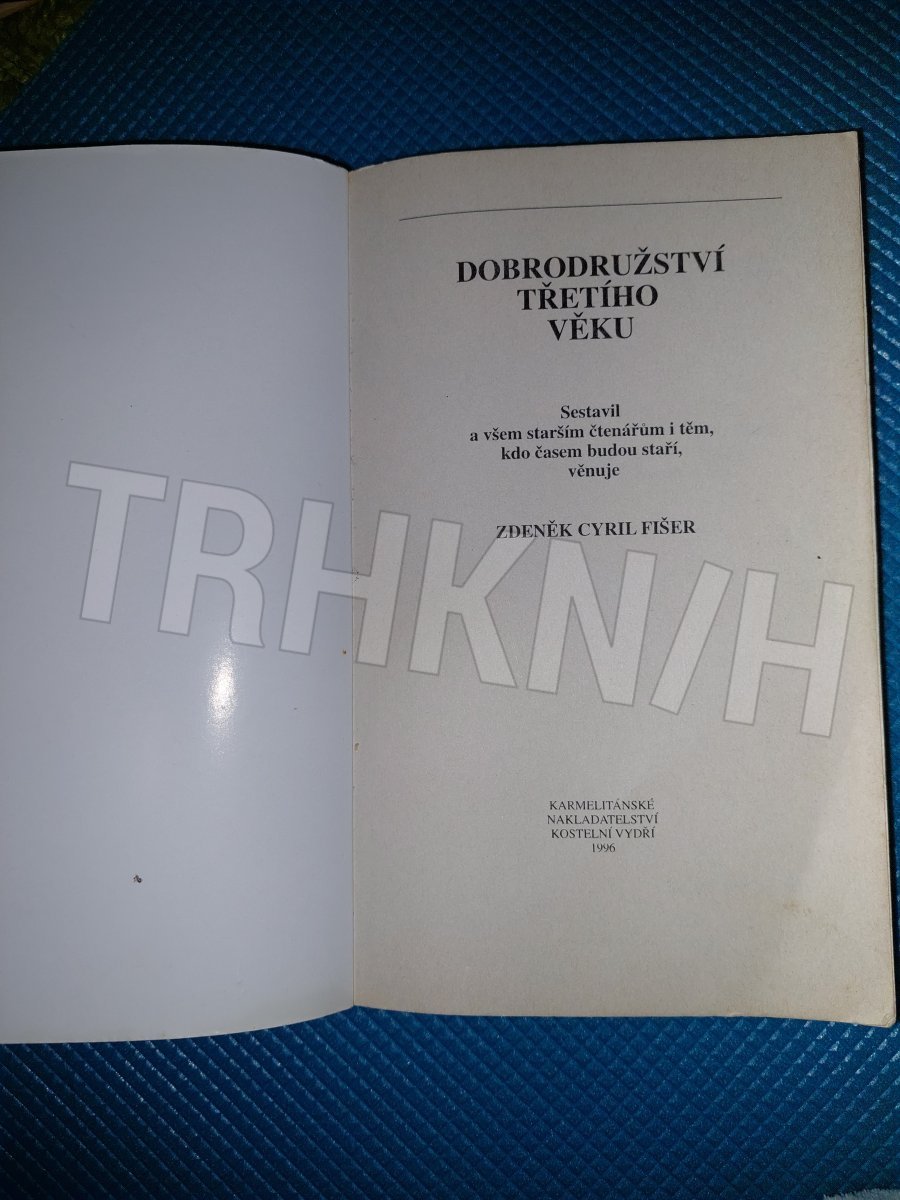 DOBRODRUŽSTVÍ
TŘETÍHO
VĚKU
Sestavil
a všem starším čtenářům i těm,
kdo časem budou staří,
věnuje
ZDENĚK CYRIL FIŠER
TRHKN/H
KARMELITÁNSKÉ
NAKLADATELSTVÍ
KOSTELNÍ VYDŘÍ
1996